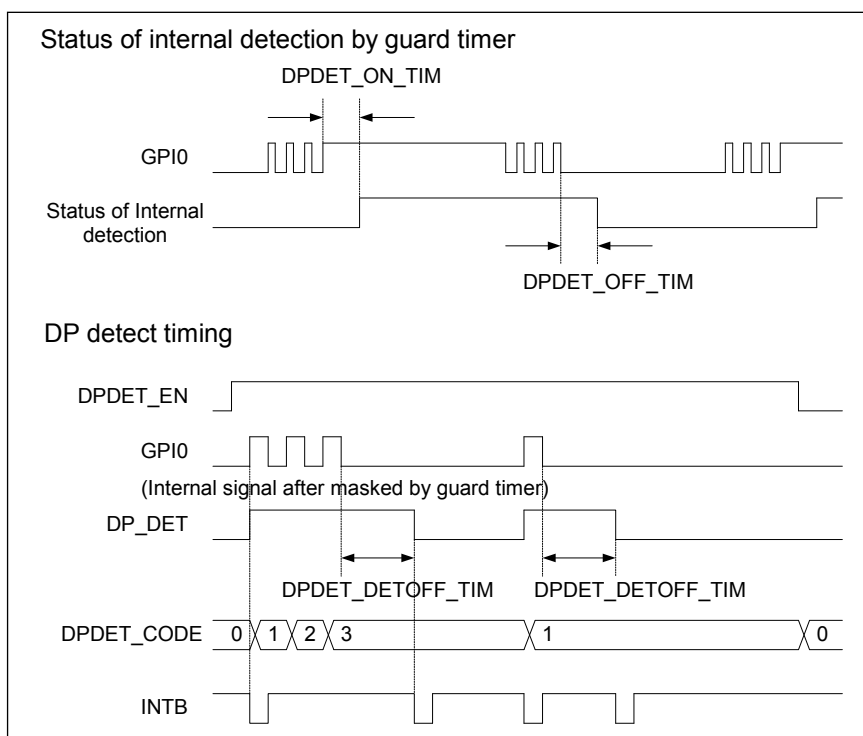 Status of internal detection by guard timer
DPDET_ON_TIM
GPI0
Status of Internal
detection
DPDET_OFF_TIM
DP detect timing
DPDET_EN
GPI0
(Internal signal after masked by guard timer)
DP_DET
DPDET_DETOFF_TIM DPDET_DETOFF_TIM
DPDET_CODE 0 1 2 3 1 0
INTB